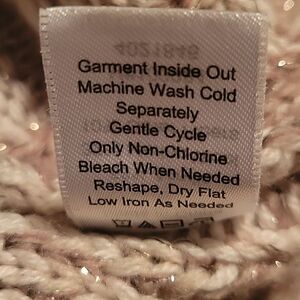 Garment Inside Out
Machine Wash Cold
Separately
Gentle Cycle
Only Non-Chlorine
Bleach When Needed
Reshape, Dry Flat
Low Iron As Needed